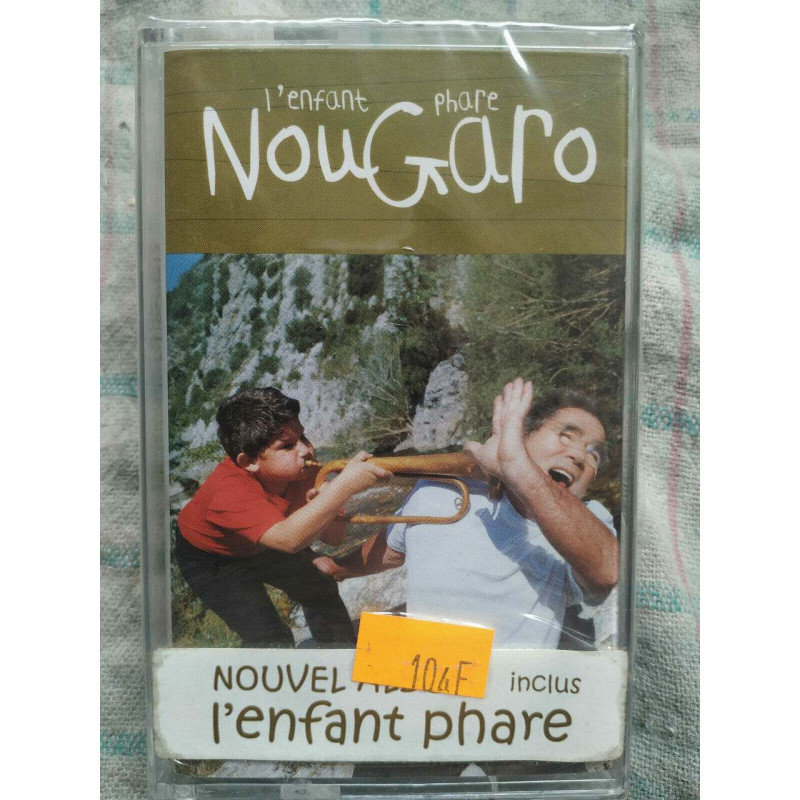 l'enfant phare
NouGaro
NOUVEL inclus
104F
l'enfant phare